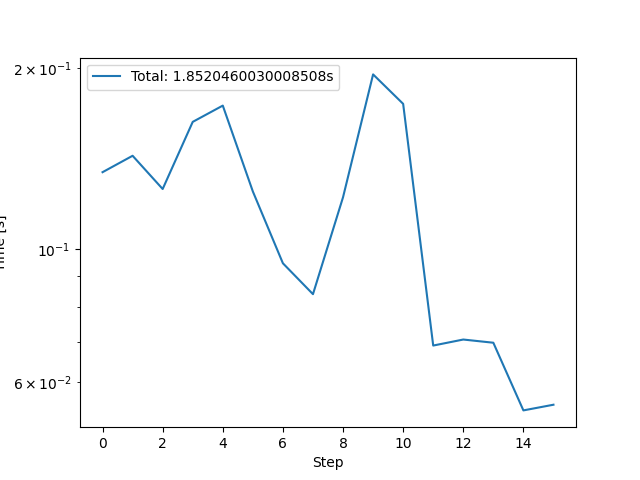 Total: 1.8520460030008508s
2 × 10⁻¹
10⁻¹
6 × 10⁻²
Time [s]
0 2 4 6 8 10 12 14
Step